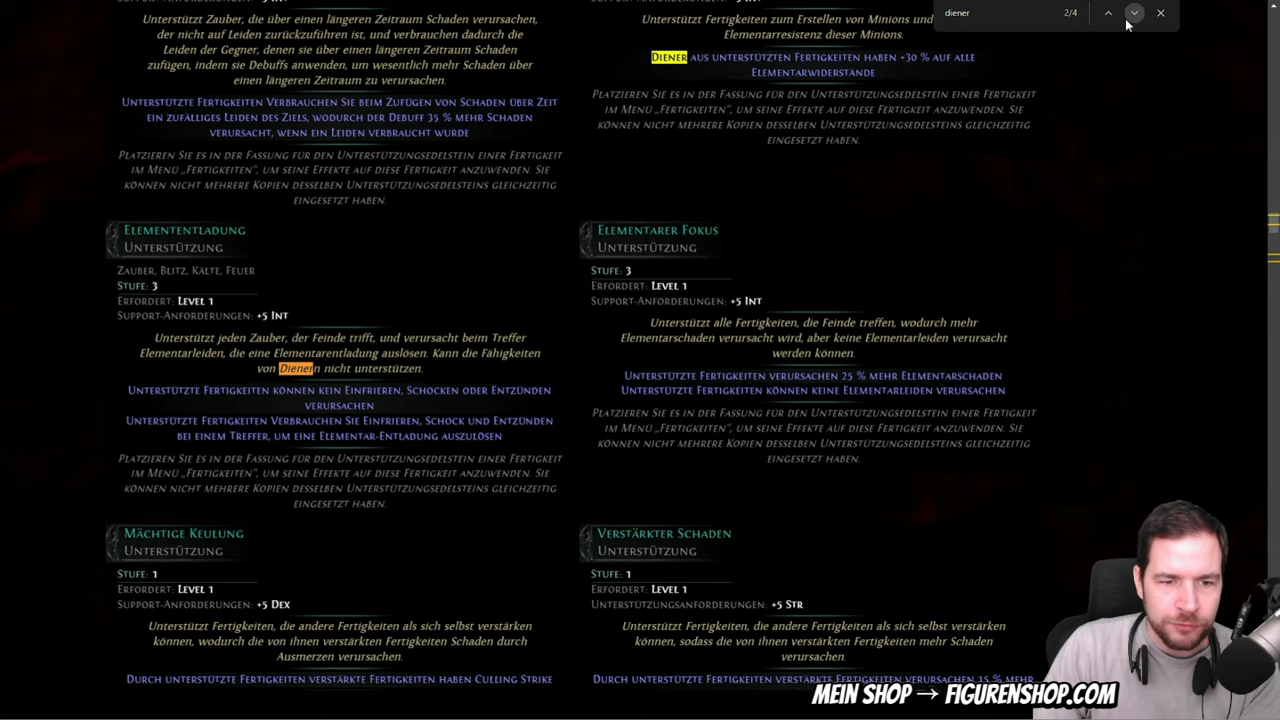 diener
2/4
Unterstützt Zauber, die über einen längeren Zeitraum Schaden verursachen,
der nicht auf Leiden zurückzuführen ist, und verbrauchen dadurch die
Leiden der Gegner, denen sie über einen längeren Zeitraum Schaden
zufügen, indem sie Debuffs anwenden, um wesentlich mehr Schaden über
einen längeren Zeitraum zu verursachen.
Unterstützte Fertigkeiten Verbrauchen Sie beim Zufügen von Schaden über Zeit
ein zufälliges Leiden des Ziels, wodurch der Debuff 35 % mehr Schaden
verursacht, wenn ein Leiden verbraucht wurde
Platzieren Sie es in der Fassung für den Unterstützungsedelstein einer Fertigkeit
im Menü „Fertigkeiten“, um seine Effekte auf diese Fertigkeit anzuwenden. Sie
können nicht mehrere Kopien desselben Unterstützungsedelsteins gleichzeitig
eingesetzt haben.
Unterstützt Fertigkeiten zum Erstellen von Minions und
Elementarresistenz dieser Minions.
Diener aus unterstützten Fertigkeiten haben +30 % auf alle
Elementarwiderstände
Platzieren Sie es in der Fassung für den Unterstützungsedelstein einer Fertigkeit
im Menü „Fertigkeiten“, um seine Effekte auf diese Fertigkeit anzuwenden. Sie
können nicht mehrere Kopien desselben Unterstützungsedelsteins gleichzeitig
eingesetzt haben.
Elemententladung
Unterstützung
Zauber, Blitz, Kälte, Feuer
Stufe: 3
Erfordert: Level 1
Support-Anforderungen: +5 Int
Unterstützt jeden Zauber, der Feinde trifft, und verursacht beim Treffer
Elementarleiden, die eine Elementarentladung auslösen. Kann die Fähigkeiten
von Dienern nicht unterstützen.
Unterstützte Fertigkeiten können kein Einfrieren, Schocken oder Entzünden
verursachen
Unterstützte Fertigkeiten Verbrauchen Sie Einfrieren, Schock und Entzünden
bei einem Treffer, um eine Elementar-Entladung auszulösen
Platzieren Sie es in der Fassung für den Unterstützungsedelstein einer Fertigkeit
im Menü „Fertigkeiten“, um seine Effekte auf diese Fertigkeit anzuwenden. Sie
können nicht mehrere Kopien desselben Unterstützungsedelsteins gleichzeitig
eingesetzt haben.
Elementarer Fokus
Unterstützung
Stufe: 3
Erfordert: Level 1
Support-Anforderungen: +5 Int
Unterstützt alle Fertigkeiten, die Feinde treffen, wodurch mehr
Elementarschaden verursacht wird, aber keine Elementarleiden verursacht
werden können.
Unterstützte Fertigkeiten verursachen 25 % mehr Elementarschaden
Unterstützte Fertigkeiten können keine Elementarleiden verursachen
Platzieren Sie es in der Fassung für den Unterstützungsedelstein einer Fertigkeit
im Menü „Fertigkeiten“, um seine Effekte auf diese Fertigkeit anzuwenden. Sie
können nicht mehrere Kopien desselben Unterstützungsedelsteins gleichzeitig
eingesetzt haben.
Mächtige Keulung
Unterstützung
Stufe: 1
Erfordert: Level 1
Support-Anforderungen: +5 Dex
Unterstützt Fertigkeiten, die andere Fertigkeiten als sich selbst verstärken
können, wodurch die von ihnen verstärkten Fertigkeiten Schaden durch
Ausmerzen verursachen.
Durch unterstützte Fertigkeiten verstärkte Fertigkeiten haben Culling Strike
Verstärkter Schaden
Unterstützung
Stufe: 1
Erfordert: Level 1
Unterstützungsanforderungen: +5 Str
Unterstützt Fertigkeiten, die andere Fertigkeiten als sich selbst verstärken
können, sodass die von ihnen verstärkten Fertigkeiten mehr Schaden
verursachen.
Durch unterstützte Fertigkeiten verstärkte Fertigkeiten verursachen 15 % mehr
MEIN SHOP → FIGURENSHOP.COM